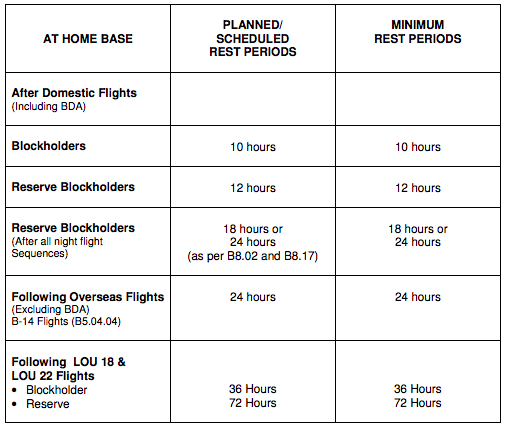 AT HOME BASE
PLANNED/
SCHEDULED
REST PERIODS
MINIMUM
REST PERIODS
After Domestic Flights
(Including BDA)
Blockholders
10 hours
10 hours
Reserve Blockholders
12 hours
12 hours
Reserve Blockholders
(After all night flight
Sequences)
18 hours or
24 hours
(as per B8.02 and B8.17)
18 hours or
24 hours
Following Overseas Flights
(Excluding BDA)
B-14 Flights (B5.04.04)
24 hours
24 hours
Following LOU 18 &
LOU 22 Flights
• Blockholder
• Reserve
36 Hours
72 Hours
36 Hours
72 Hours